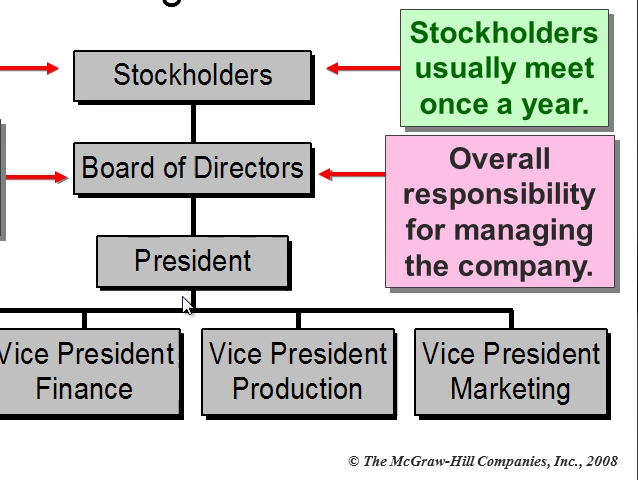 Stockholders
Stockholders
usually meet
once a year.
Board of Directors
Overall
responsibility
for managing
the company.
President
Vice President
Finance
Vice President
Production
Vice President
Marketing
© The McGraw-Hill Companies, Inc., 2008